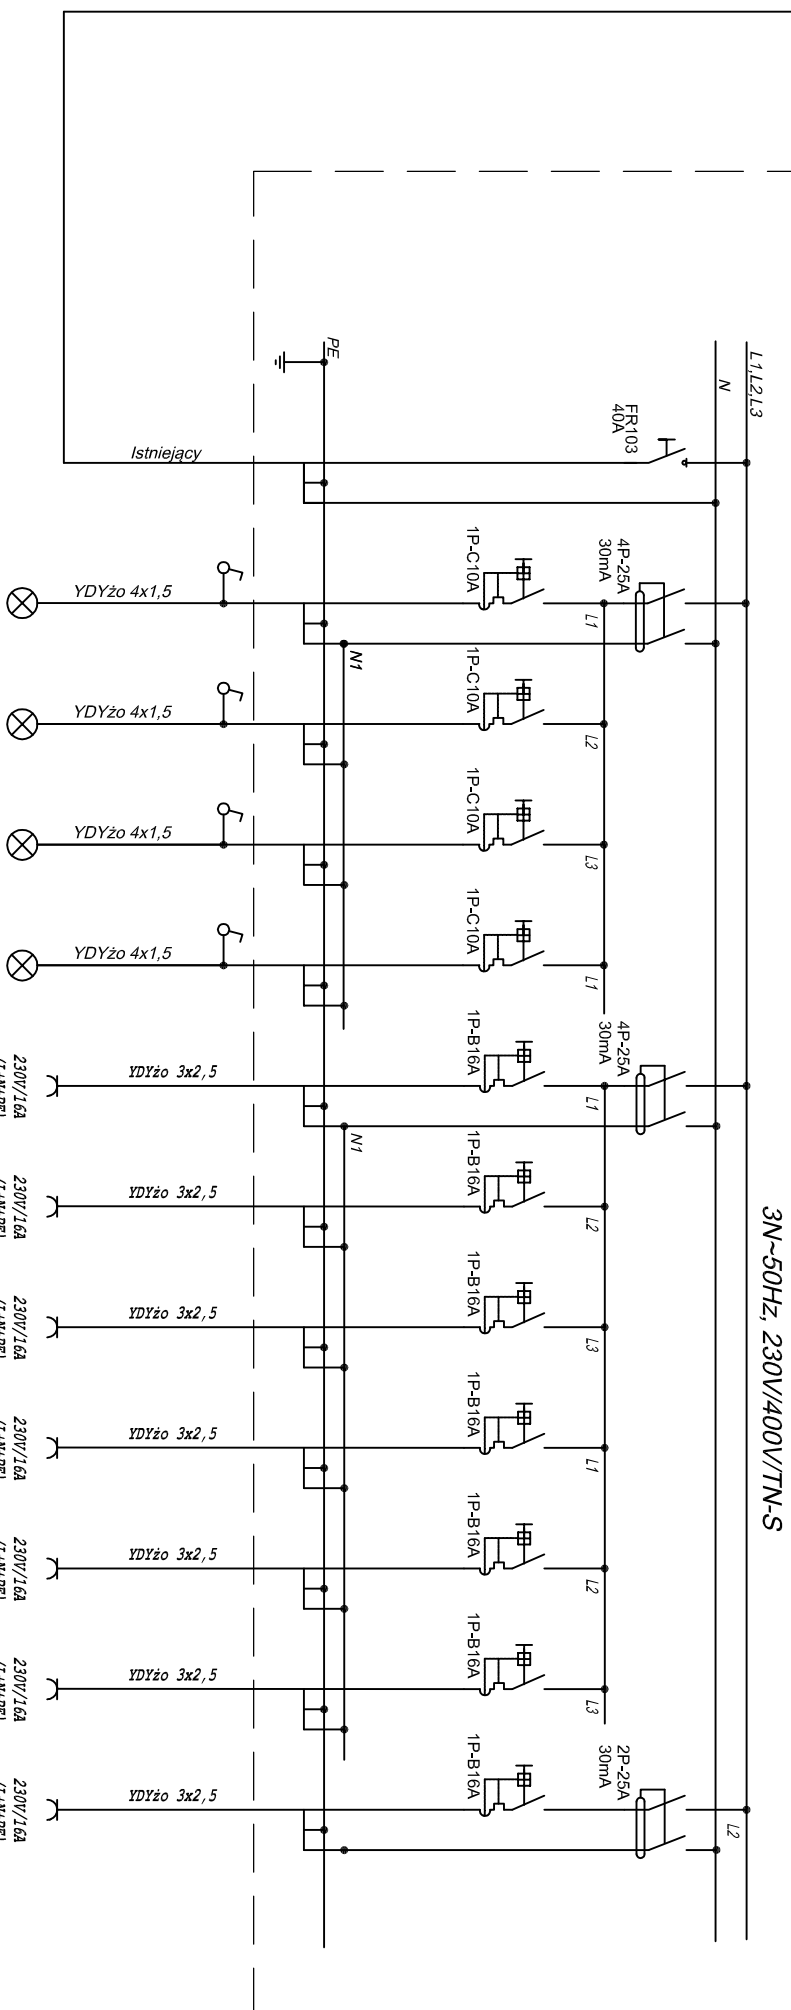 3N~50Hz, 230V/400V/TN-S
L1,L2,L3
N
PE
FR103
40A
Istniejący
4P-25A
30mA
1P-C10A
L1
N1
YDYżo 4x1,5
1P-C10A
L2
YDYżo 4x1,5
1P-C10A
L3
YDYżo 4x1,5
1P-C10A
L1
YDYżo 4x1,5
4P-25A
30mA
1P-B16A
L1
N1
YDYżo 3x2,5
230V/16A
1P-B16A
L2
YDYżo 3x2,5
230V/16A
1P-B16A
L3
YDYżo 3x2,5
230V/16A
1P-B16A
L1
YDYżo 3x2,5
230V/16A
1P-B16A
L2
YDYżo 3x2,5
230V/16A
1P-B16A
L3
YDYżo 3x2,5
230V/16A
2P-25A
30mA
L2
1P-B16A
YDYżo 3x2,5
230V/16A